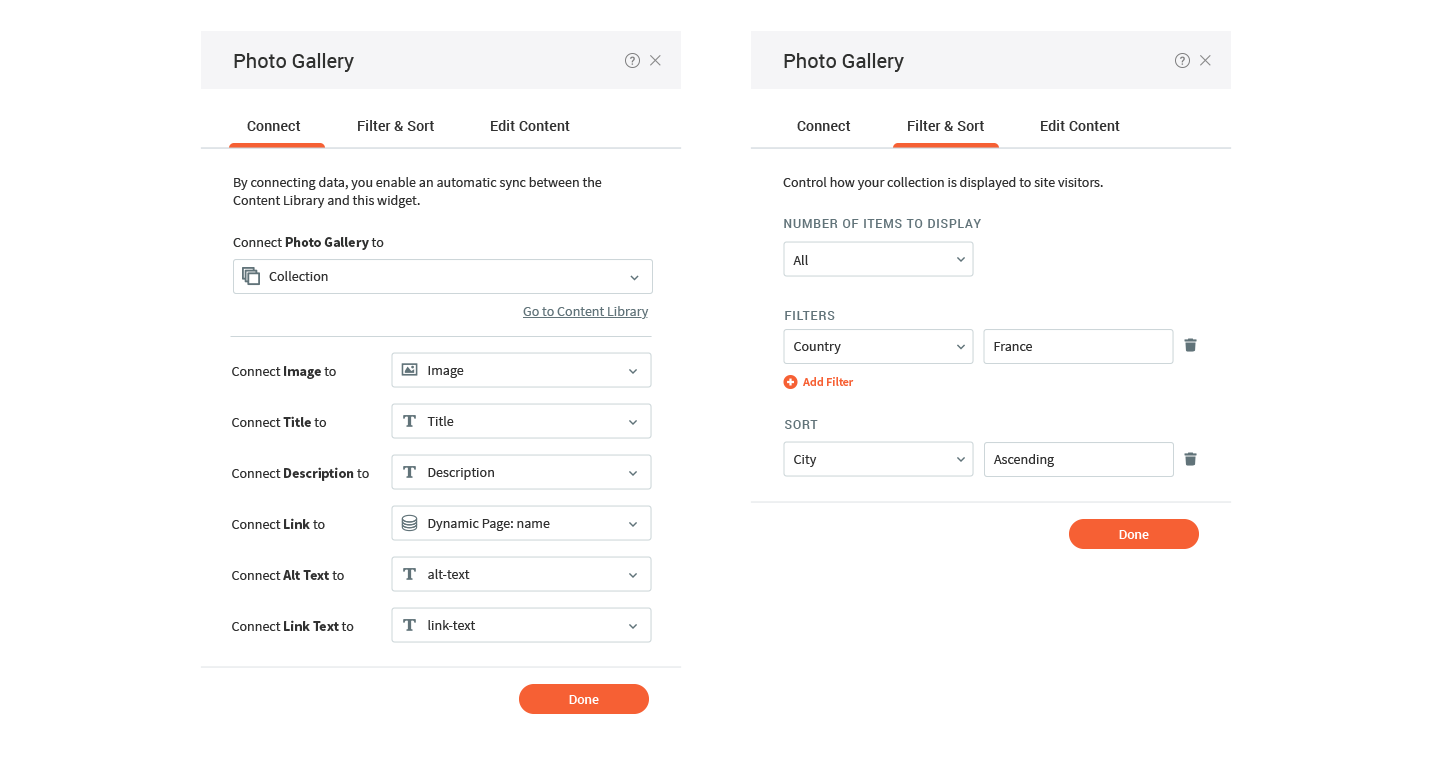 Photo Gallery
Connect
Filter & Sort
Edit Content
By connecting data, you enable an automatic sync between the
Content Library and this widget.
Connect Photo Gallery to
Collection
Go to Content Library
Connect Image to
Image
Connect Title to
Title
Connect Description to
Description
Connect Link to
Dynamic Page: name
Connect Alt Text to
alt-text
Connect Link Text to
link-text
Done
Photo Gallery
Connect
Filter & Sort
Edit Content
Control how your collection is displayed to site visitors.
NUMBER OF ITEMS TO DISPLAY
All
FILTERS
Country
France
Add Filter
SORT
City
Ascending
Done